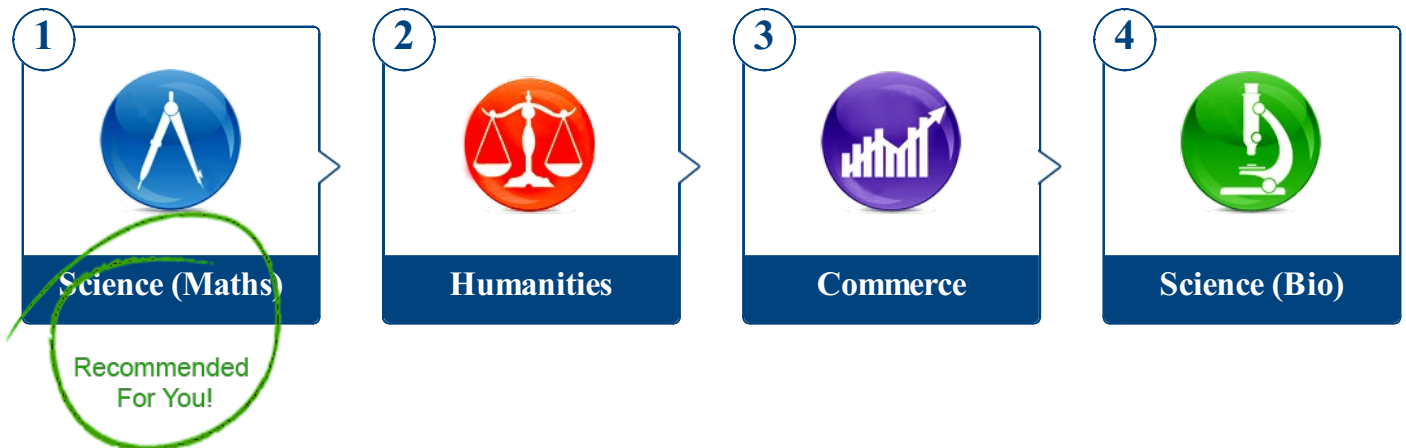 1
2
3
4
Science (Maths)
Humanities
Commerce
Science (Bio)
Recommended
For You!